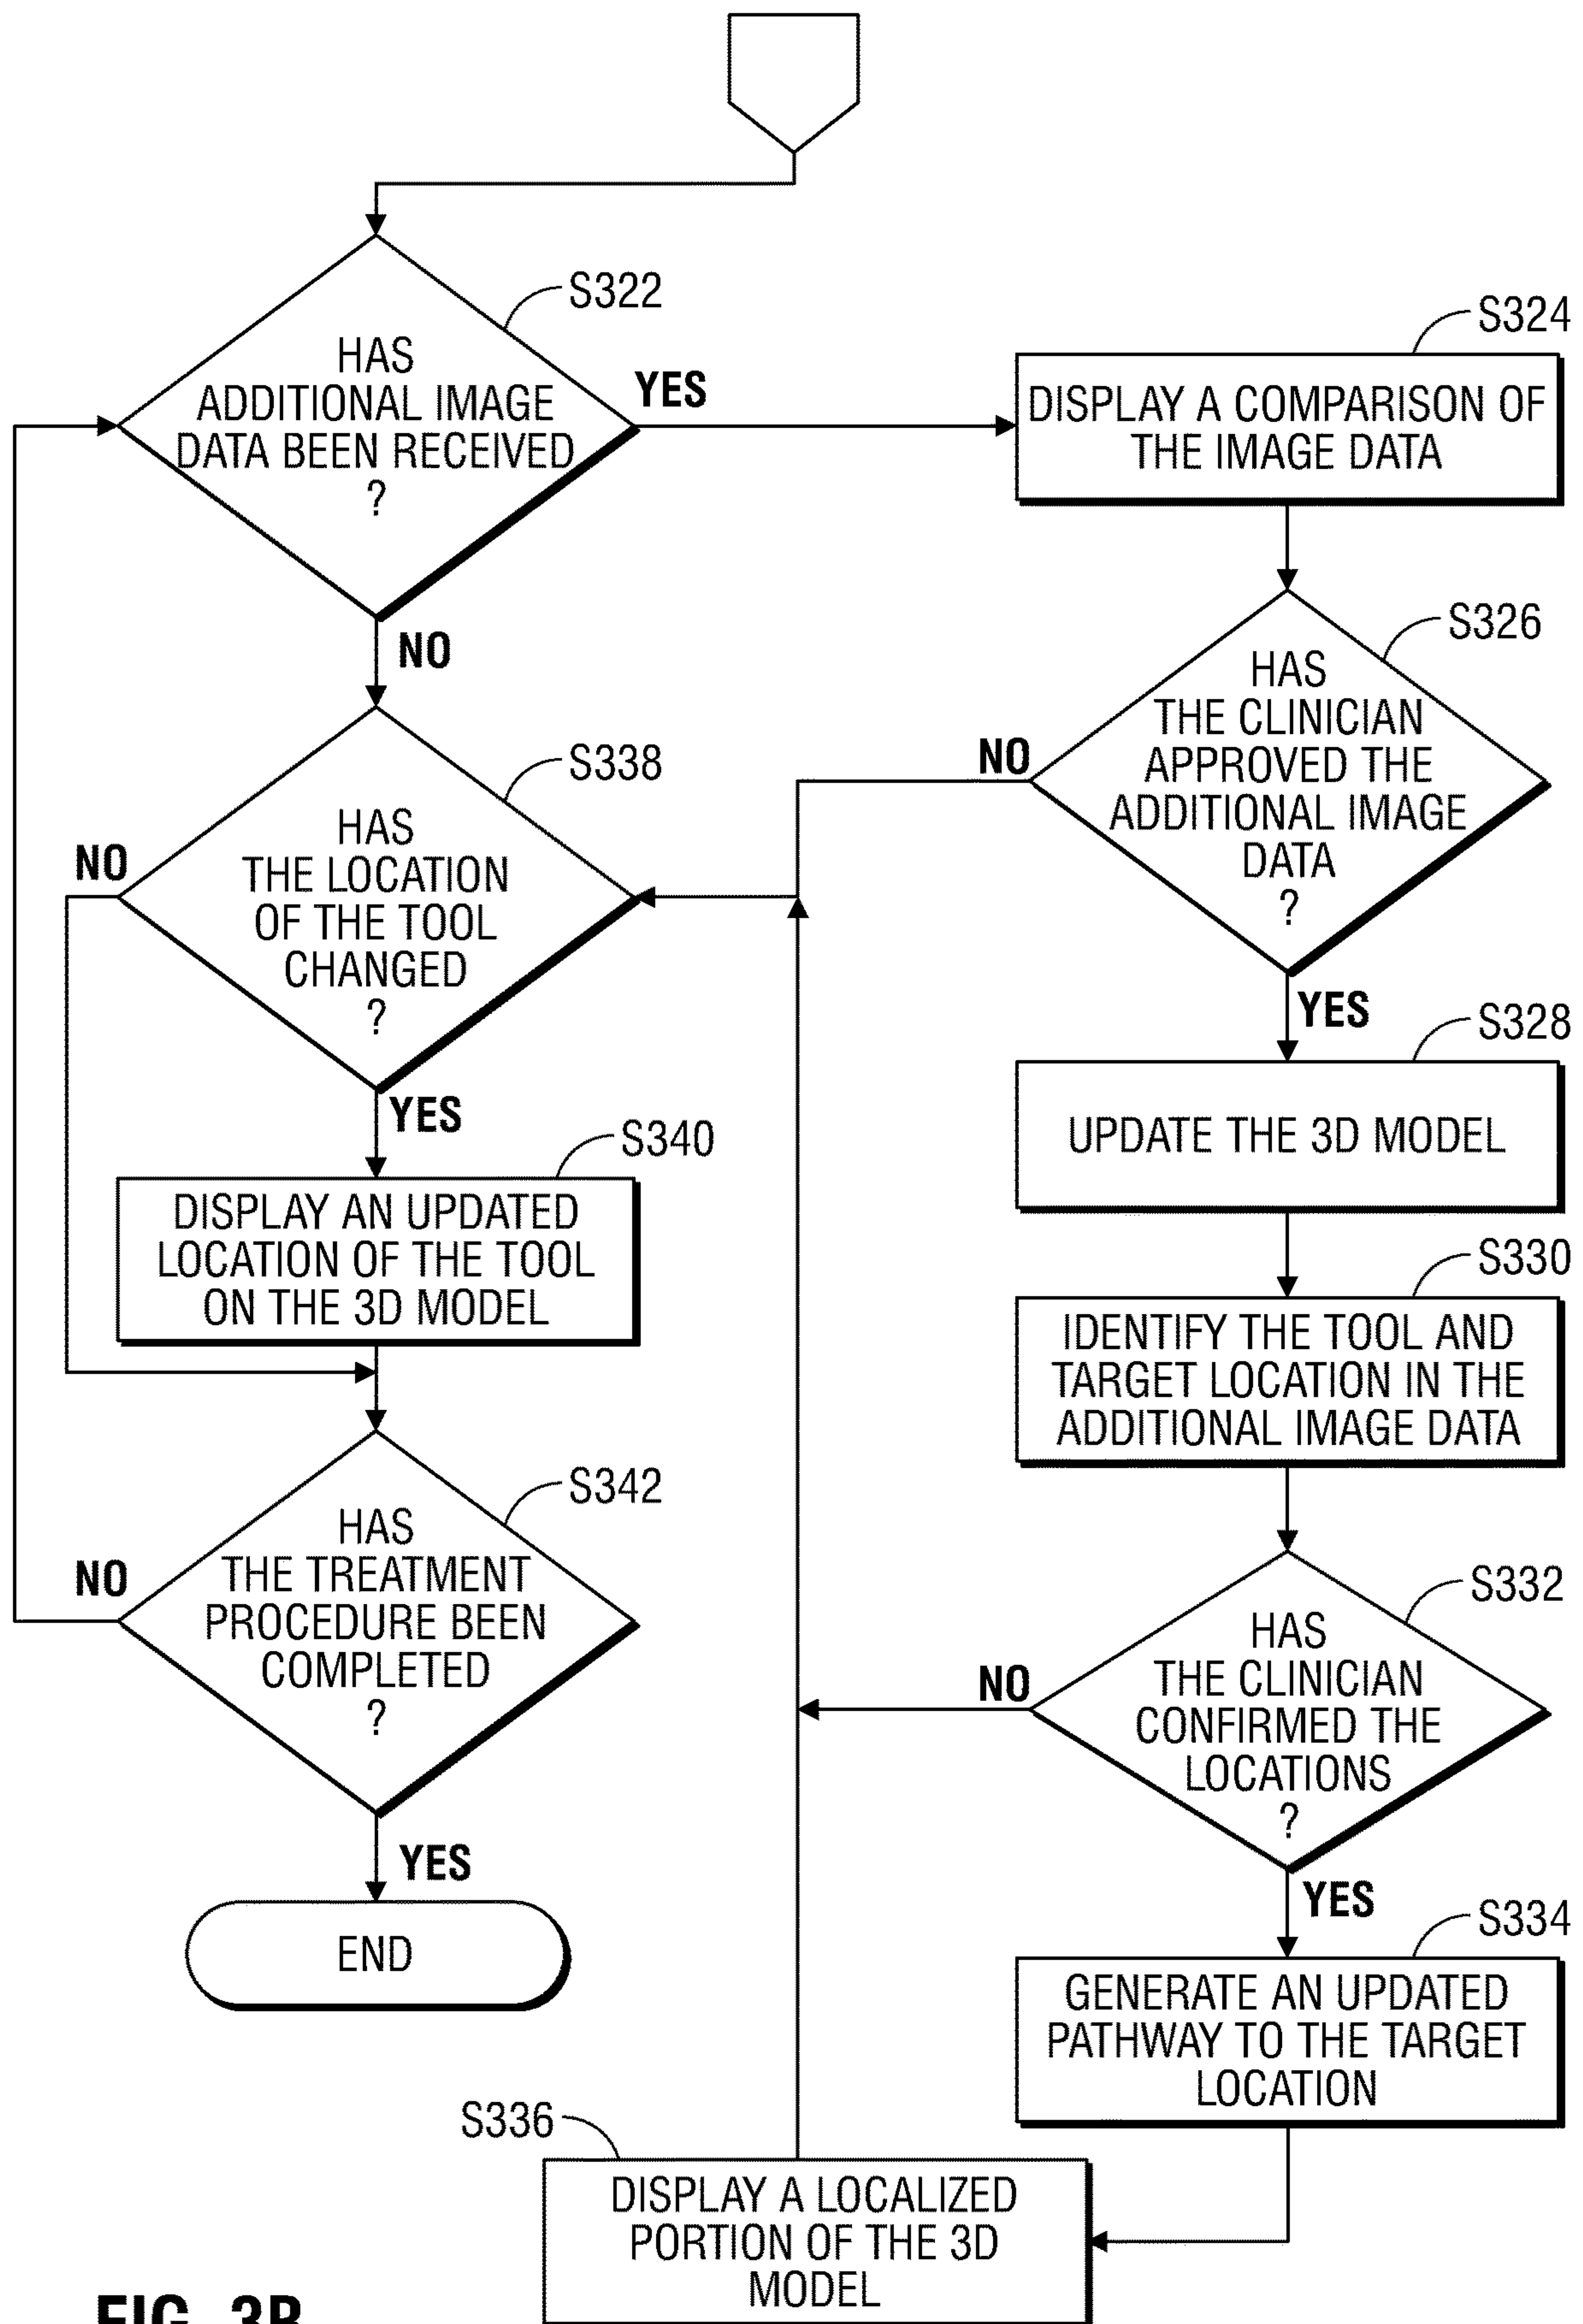 S322
HAS
ADDITIONAL IMAGE
DATA BEEN RECEIVED
?
YES
NO
S324
DISPLAY A COMPARISON OF
THE IMAGE DATA
S326
HAS
THE CLINICIAN
APPROVED THE
ADDITIONAL IMAGE
DATA
?
NO
YES
S328
UPDATE THE 3D MODEL
S330
IDENTIFY THE TOOL AND
TARGET LOCATION IN THE
ADDITIONAL IMAGE DATA
S332
HAS
THE CLINICIAN
CONFIRMED THE
LOCATIONS
?
NO
YES
S334
GENERATE AN UPDATED
PATHWAY TO THE TARGET
LOCATION
S336
DISPLAY A LOCALIZED
PORTION OF THE 3D
MODEL
S338
HAS
THE LOCATION
OF THE TOOL
CHANGED
?
NO
YES
S340
DISPLAY AN UPDATED
LOCATION OF THE TOOL
ON THE 3D MODEL
S342
HAS
THE TREATMENT
PROCEDURE BEEN
COMPLETED
?
NO
YES
END
FIG. 3B